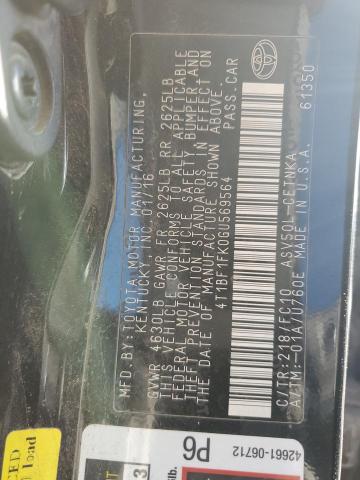 MFD.BY:TOYOTA MOTOR MANUFACTURING,
KENTUCKY, INC. 01/16
GVWR 4630LB GAWR FR 2625LB RR 2625LB
THIS VEHICLE CONFORMS TO ALL APPLICABLE
FEDERAL MOTOR VEHICLE SAFETY, BUMPER AND
THEFT PREVENTION STANDARDS IN EFFECT ON
THE DATE OF MANUFACTURE SHOWN ABOVE.
4T1BF1FK0GU569564 PASS.CAR
C/TR:218/FC10 ASV50L-CETNKA
A/TM:-01A/U760E MADE IN U.S.A. 61350
42661-06712
P6
load
3
lb.